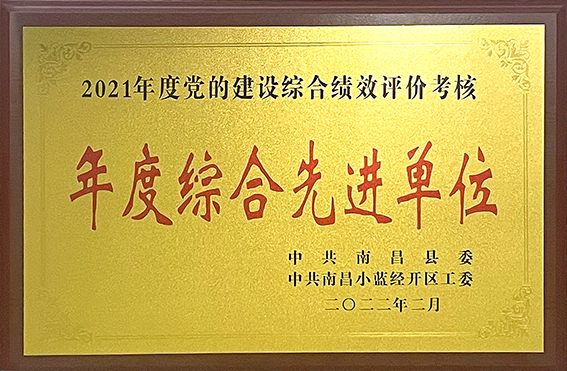 2021年度党的建设综合绩效评价考核
年度综合先进单位
中共南昌县委
中共南昌小蓝经开区工委
二〇二二年二月